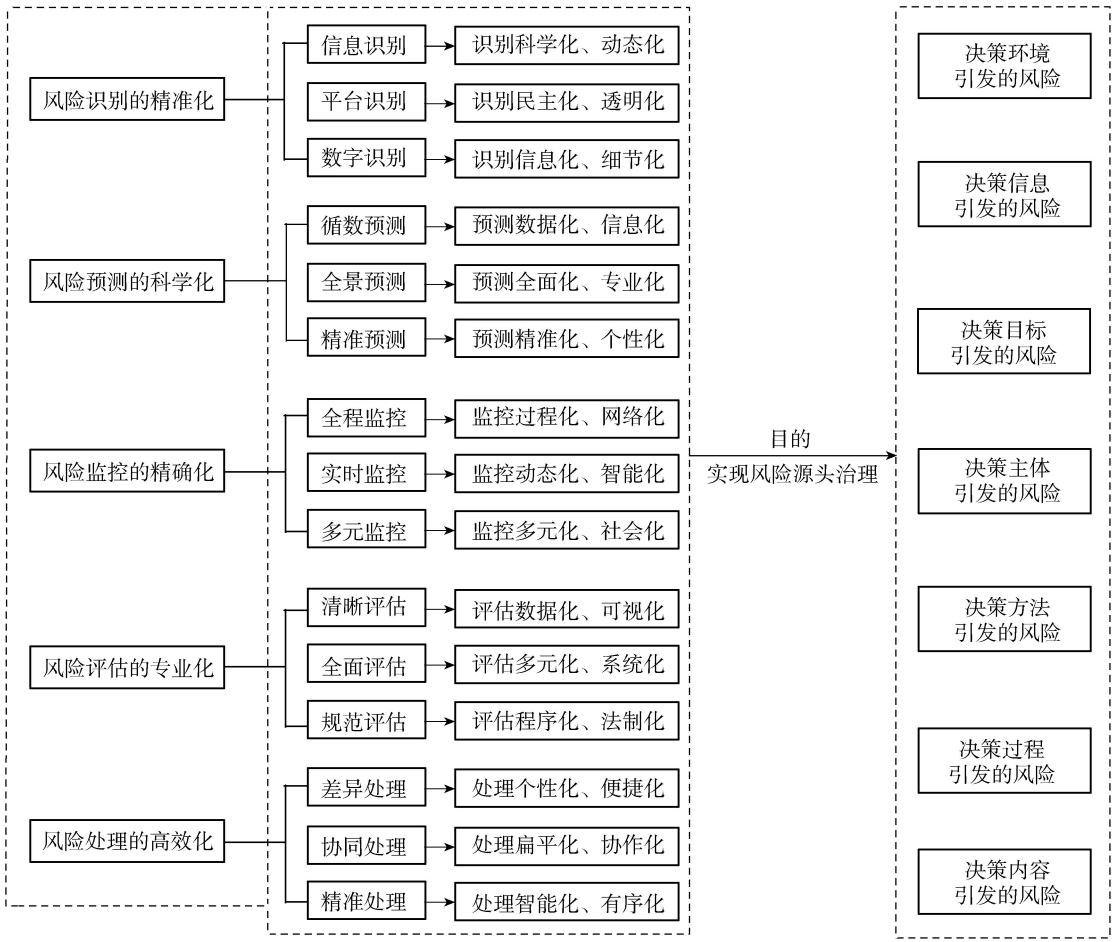 风险识别的精准化
信息识别
识别科学化、动态化
平台识别
识别民主化、透明化
数字识别
识别信息化、细节化
风险预测的科学化
循数预测
预测数据化、信息化
全景预测
预测全面化、专业化
精准预测
预测精准化、个性化
风险监控的精确化
全程监控
监控过程化、网络化
实时监控
监控动态化、智能化
多元监控
监控多元化、社会化
风险评估的专业化
清晰评估
评估数据化、可视化
全面评估
评估多元化、系统化
规范评估
评估程序化、法制化
风险处理的高效化
差异处理
处理个性化、便捷化
协同处理
处理扁平化、协作化
精准处理
处理智能化、有序化
目的
实现风险源头治理
决策环境
引发的风险
决策信息
引发的风险
决策目标
引发的风险
决策主体
引发的风险
决策方法
引发的风险
决策过程
引发的风险
决策内容
引发的风险